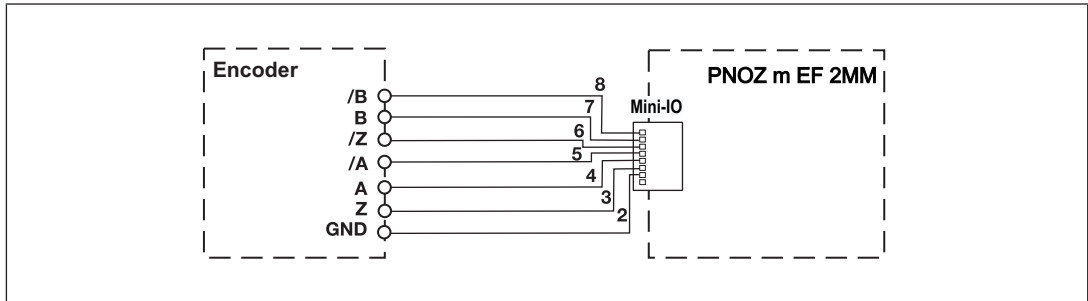 Encoder
PNOZ m EF 2MM
Mini-IO
/B
8
B
7
/Z
6
/A
5
A
4
Z
3
GND
2